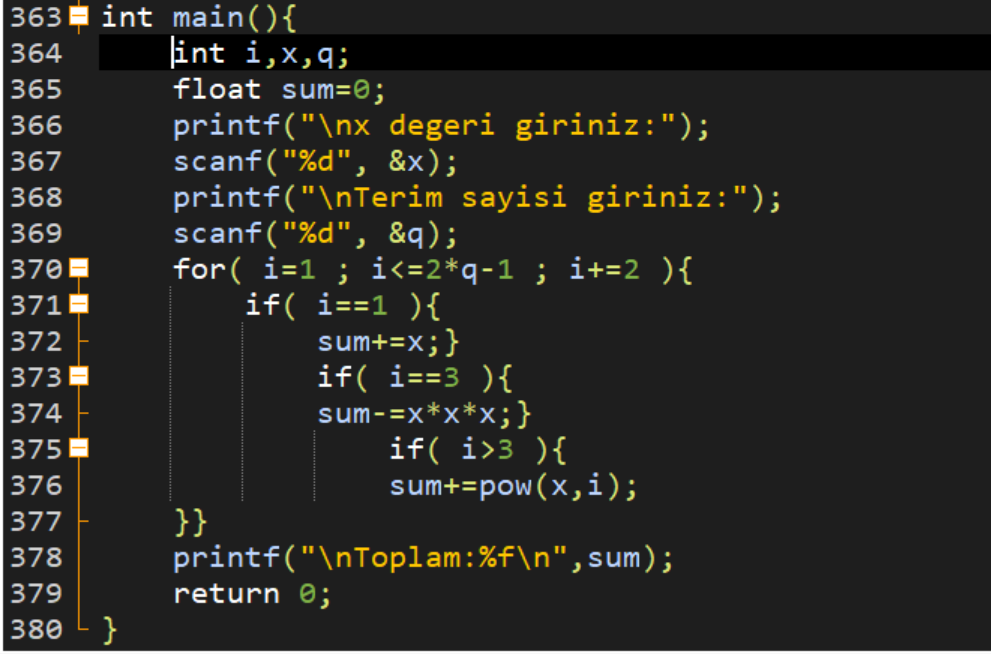 363 int main(){
364     int i,x,q;
365     float sum=0;
366     printf("\nx degeri giriniz:");
367     scanf("%d", &x);
368     printf("\nTerim sayisi giriniz:");
369     scanf("%d", &q);
370     for( i=1 ; i<=2*q-1 ; i+=2 ){
371         if( i==1 ){
372             sum+=x;}
373             if( i==3 ){
374             sum-=x*x*x;}
375                 if( i>3 ){
376                 sum+=pow(x,i);
377     }}
378     printf("\nToplam:%f\n",sum);
379     return 0;
380 }